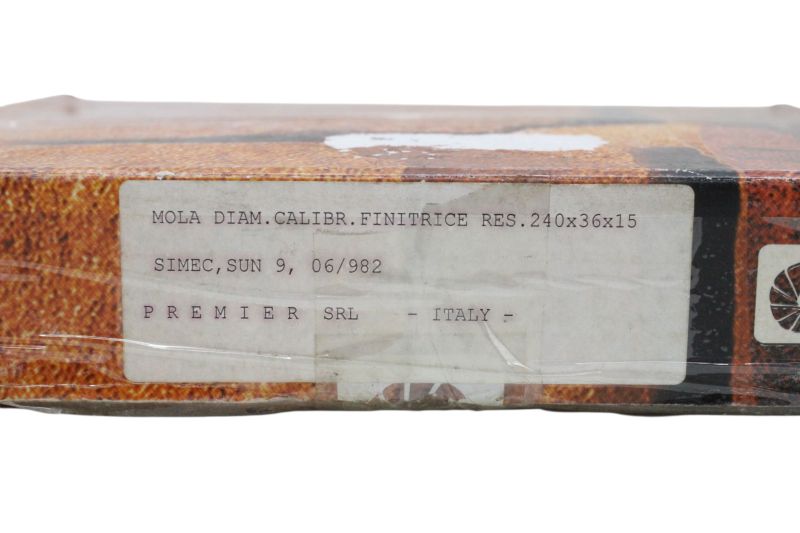 MOLA DIAM.CALIBR.FINITRICE RES.240x36x15
SIMEC,SUN 9, 06/982
P R E M I E R SRL - ITALY -